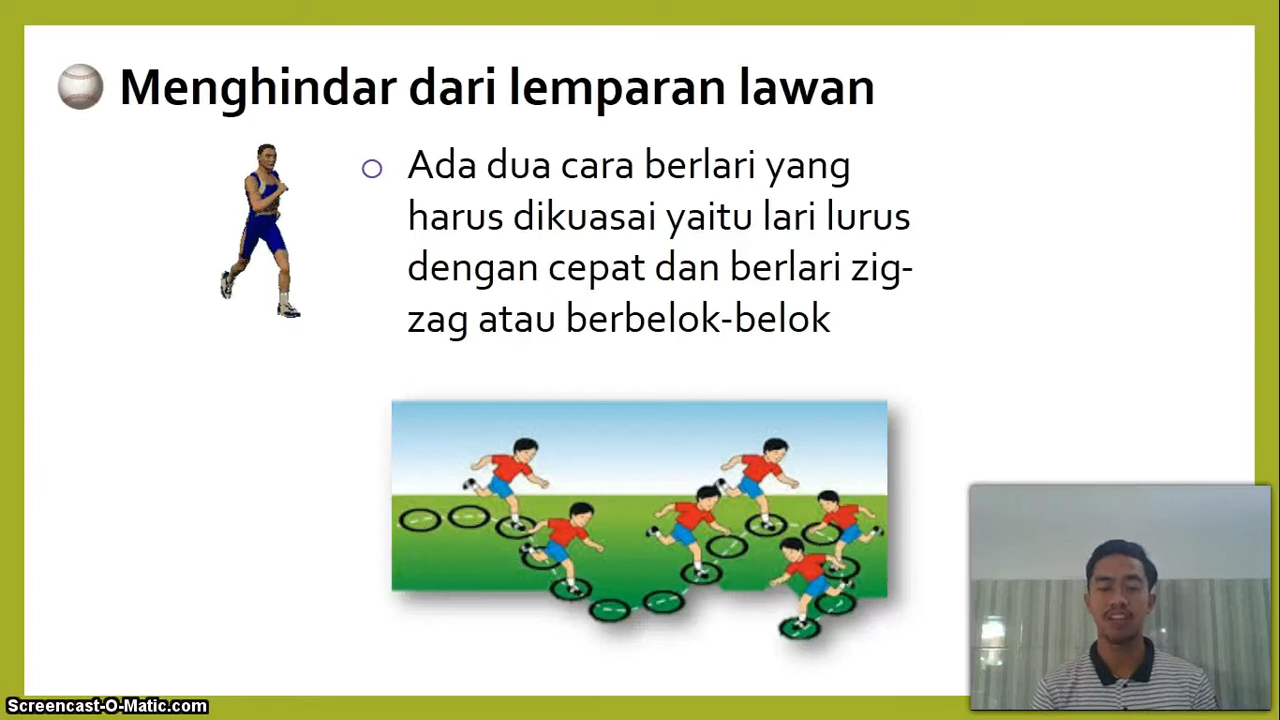 Menghindar dari lemparan lawan
Ada dua cara berlari yang
harus dikuasai yaitu lari lurus
dengan cepat dan berlari zig-
zag atau berbelok-belok
Screencast-O-Matic.com